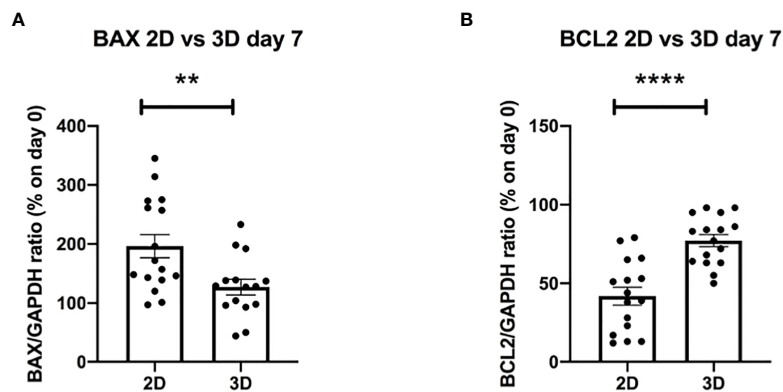 A
BAX 2D vs 3D day 7
**
BAX/GAPDH ratio (% on day 0)
400
300
200
100
0
2D
3D
B
BCL2 2D vs 3D day 7
****
BCL2/GAPDH ratio (% on day 0)
150
100
50
0
2D
3D